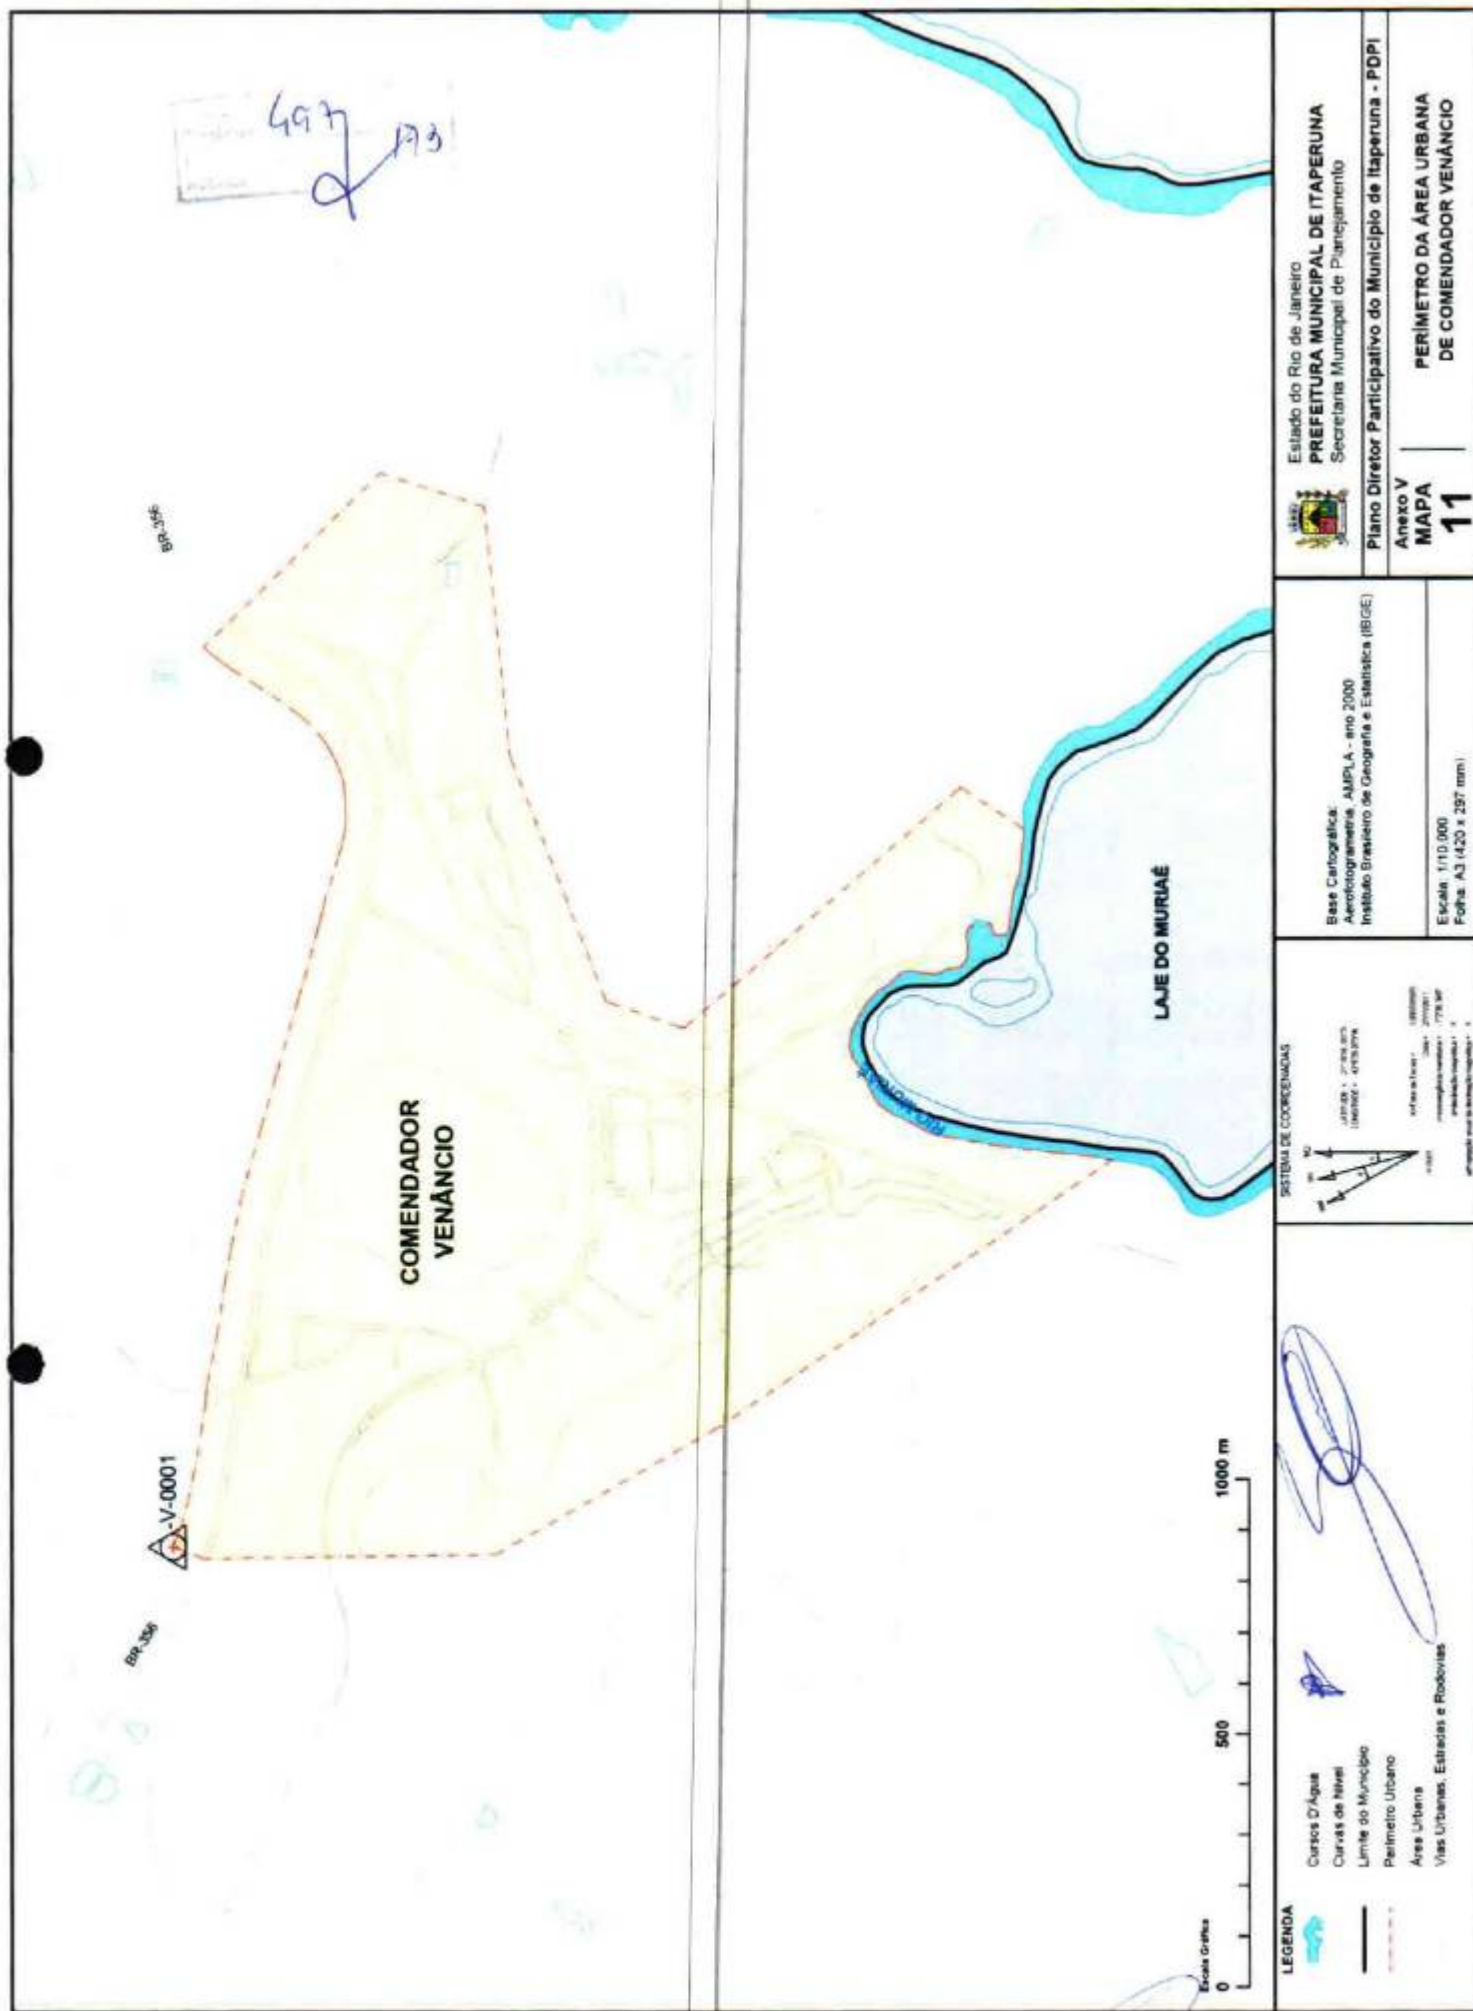 497
173
BR-356
BR-356
-V-0001
COMENDADOR
VENÂNCIO
RIO MURIAÉ
LAJE DO MURIAÉ
Escala Gráfica
0
500
1000 m
LEGENDA
Cursos D'Água
Curvas de Nível
Limite do Município
Perímetro Urbano
Área Urbana
Vias Urbanas, Estradas e Rodovias
SISTEMA DE COORDENADAS
Base Cartográfica:
Aerofotogrametria, AMPLA - ano 2000
Instituto Brasileiro de Geografia e Estatística (IBGE)
Escala: 1/10.000
Folha: A3 (420 x 297 mm)
Estado do Rio de Janeiro
PREFEITURA MUNICIPAL DE ITAPERUNA
Secretaria Municipal de Planejamento
Plano Diretor Participativo do Município de Itaperuna - PDPI
Anexo V
MAPA
11
PERÍMETRO DA ÁREA URBANA
DE COMENDADOR VENÂNCIO